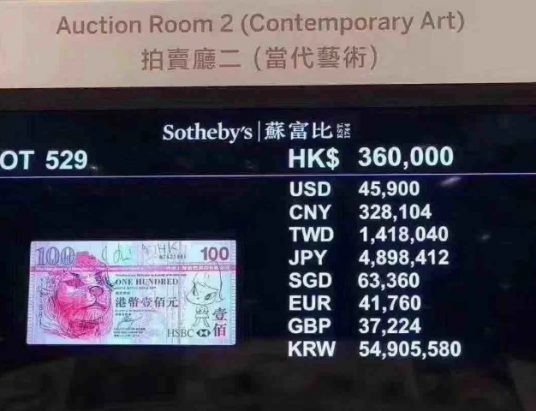 Auction Room 2 (Contemporary Art)
拍賣廳二 (當代藝術)
Sotheby's 蘇富比 EST. 1744
OT 529 HK$ 360,000
USD 45,900
CNY 328,104
TWD 1,418,040
JPY 4,898,412
SGD 63,360
EUR 41,760
GBP 37,224
KRW 54,905,580
100 100
ONE HUNDRED
港幣壹佰元
壹佰
HSBC